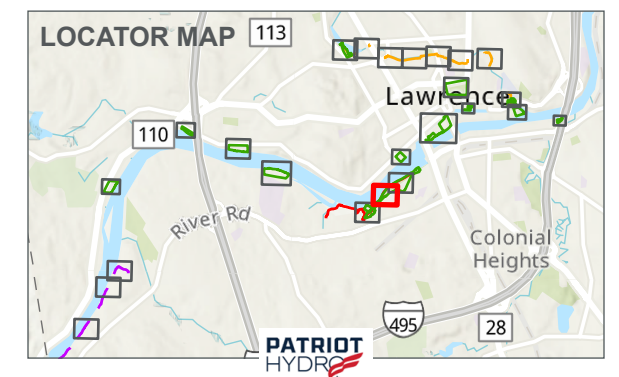 LOCATOR MAP
113
Lawrence
110
River Rd
Colonial
Heights
495
28
PATRIOT
HYDRO